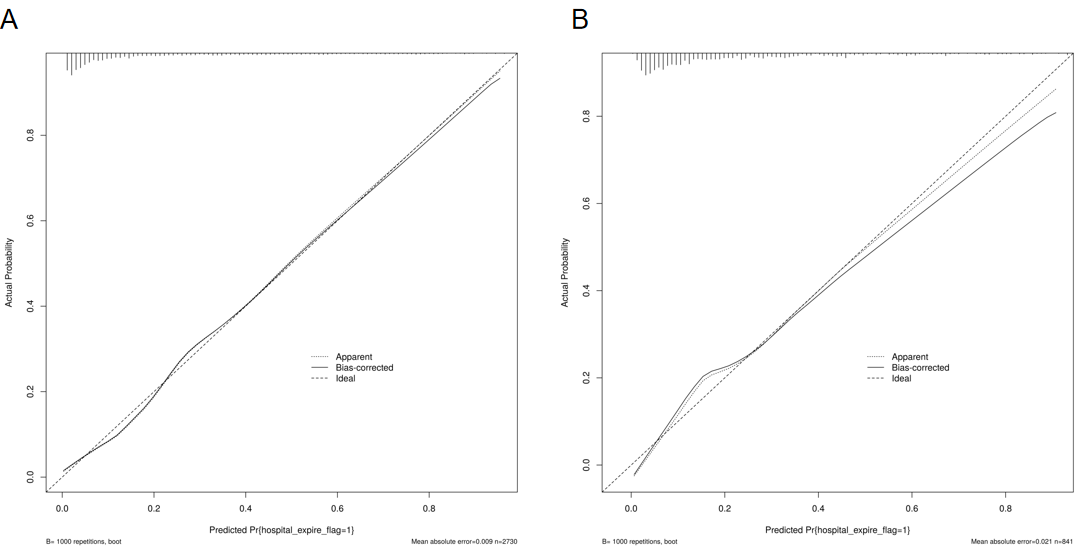 A
Actual Probability
0.8
0.6
0.4
0.2
0.0
Apparent
Bias-corrected
Ideal
0.0 0.2 0.4 0.6 0.8
Predicted Pr{hospital_expire_flag=1}
B= 1000 repetitions, boot
Mean absolute error=0.009 n=2730
B
Actual Probability
0.8
0.6
0.4
0.2
0.0
Apparent
Bias-corrected
Ideal
0.0 0.2 0.4 0.6 0.8
Predicted Pr{hospital_expire_flag=1}
B= 1000 repetitions, boot
Mean absolute error=0.021 n=841